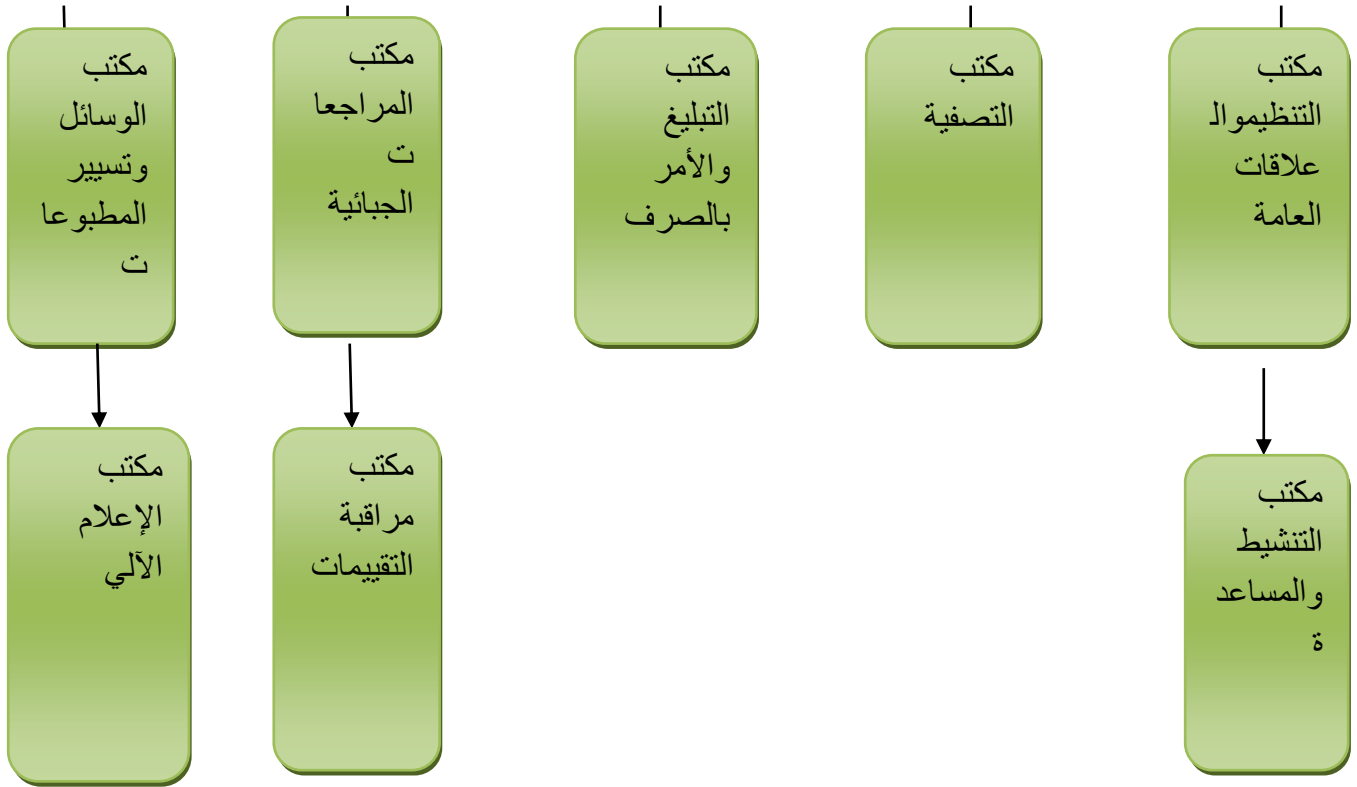 مكتب
التنظيموالـ
علاقات
العامة
مكتب
التصفية
مكتب
التبليغ
والأمر
بالصرف
مكتب
المراجعا
ت
الجبائية
مكتب
الوسائل
وتسيير
المطبوعا
ت
مكتب
التنشيط
والمساعد
ة
مكتب
مراقبة
التقييمات
مكتب
الإعلام
الآلي